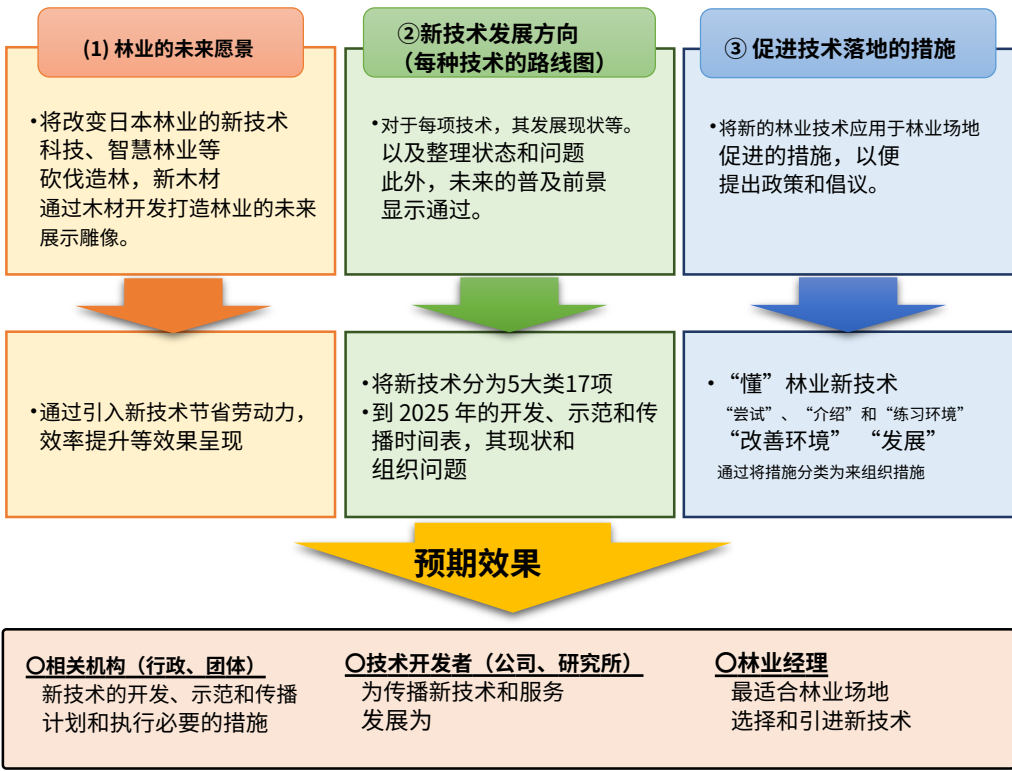 (1) 林业的未来愿景
•将改变日本林业的新技术
科技、智慧林业等
砍伐造林，新木材
通过木材开发打造林业的未来
展示雕像。
•通过引入新技术节省劳动力，
效率提升等效果呈现
②新技术发展方向
（每种技术的路线图）
•对于每项技术，其发展现状等。
以及整理状态和问题
此外，未来的普及前景
显示通过。
•将新技术分为5大类17项
•到 2025 年的开发、示范和传
播时间表，其现状和
组织问题
③ 促进技术落地的措施
•将新的林业技术应用于林业场地
促进的措施，以便
提出政策和倡议。
• “懂”林业新技术
“尝试”、“介绍”和“练习环境”
“改善环境” “发展”
通过将措施分类为来组织措施
预期效果
〇相关机构（行政、团体）
新技术的开发、示范和传播
计划和执行必要的措施
〇技术开发者（公司、研究所）
为传播新技术和服务
发展为
〇林业经理
最适合林业场地
选择和引进新技术